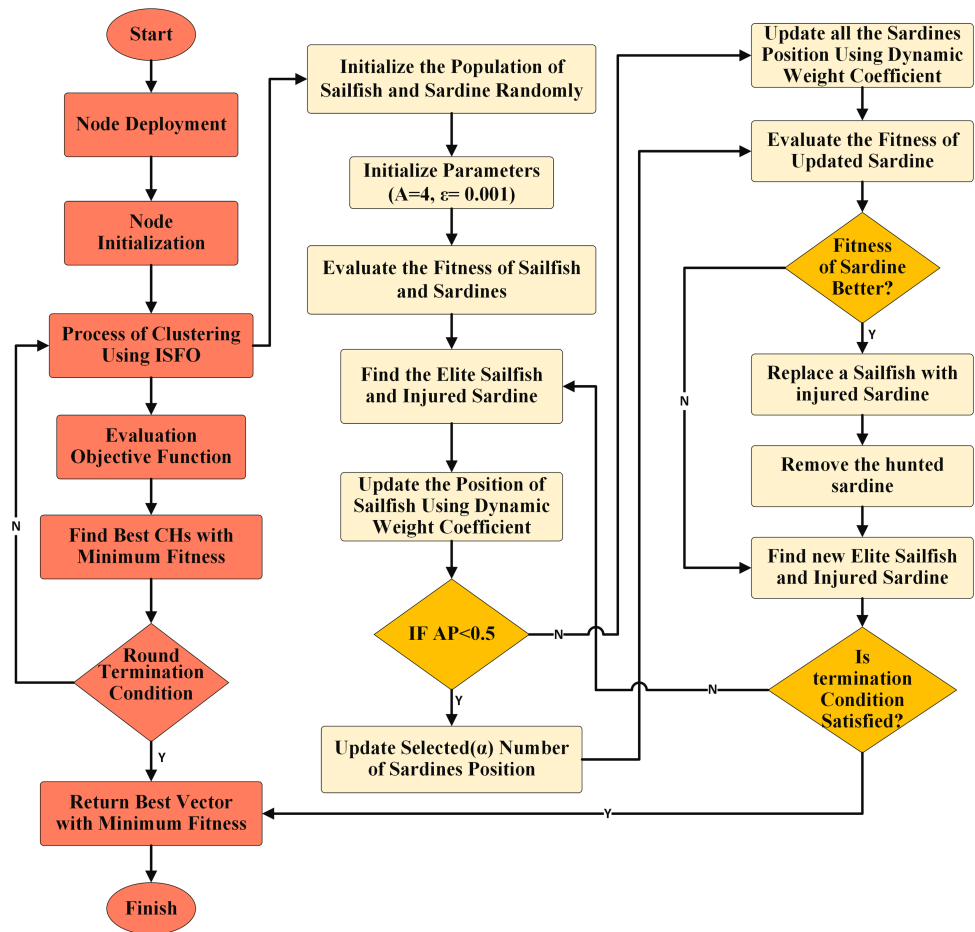 Start
Node Deployment
Node
Initialization
Process of Clustering
Using ISFO
Evaluation
Objective Function
N
Find Best CHs with
Minimum Fitness
Round
Termination
Condition
Y
Return Best Vector
with Minimum Fitness
Finish
Initialize the Population of
Sailfish and Sardine Randomly
Initialize Parameters
(A=4, ε= 0.001)
Evaluate the Fitness of Sailfish
and Sardines
Find the Elite Sailfish
and Injured Sardine
Update the Position of
Sailfish Using Dynamic
Weight Coefficient
IF AP<0.5
N
Y
Update Selected(α) Number
of Sardines Position
Update all the Sardines
Position Using Dynamic
Weight Coefficient
Evaluate the Fitness of
Updated Sardine
Fitness
of Sardine
Better?
Y
N
Replace a Sailfish with
injured Sardine
Remove the hunted
sardine
Find new Elite Sailfish
and Injured Sardine
Is
termination
Condition
Satisfied?
N
Y